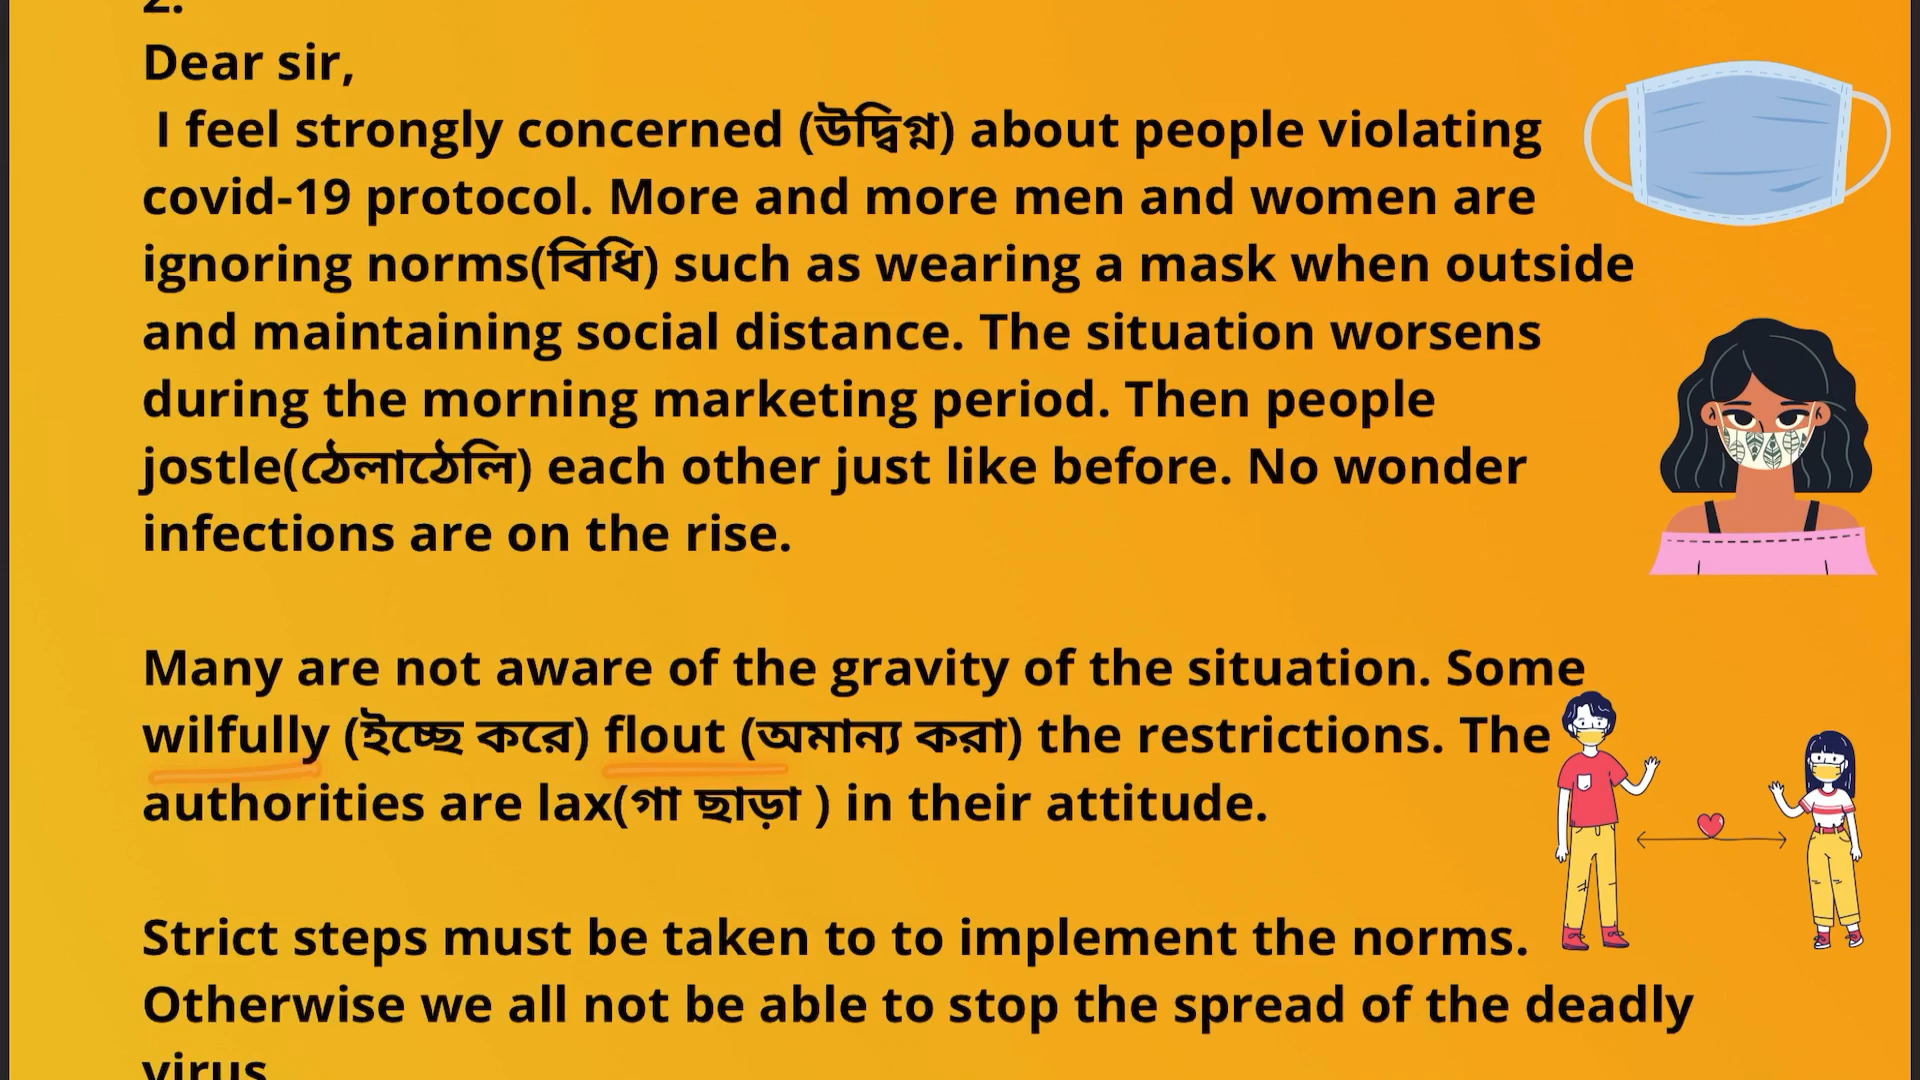 2.
Dear sir,
I feel strongly concerned (উদ্বিগ্ন) about people violating
covid-19 protocol. More and more men and women are
ignoring norms(বিধি) such as wearing a mask when outside
and maintaining social distance. The situation worsens
during the morning marketing period. Then people
jostle(ঠেলাঠেলি) each other just like before. No wonder
infections are on the rise.
Many are not aware of the gravity of the situation. Some
wilfully (ইচ্ছে করে) flout (অমান্য করা) the restrictions. The
authorities are lax(গা ছাড়া ) in their attitude.
Strict steps must be taken to to implement the norms.
Otherwise we all not be able to stop the spread of the deadly
virus